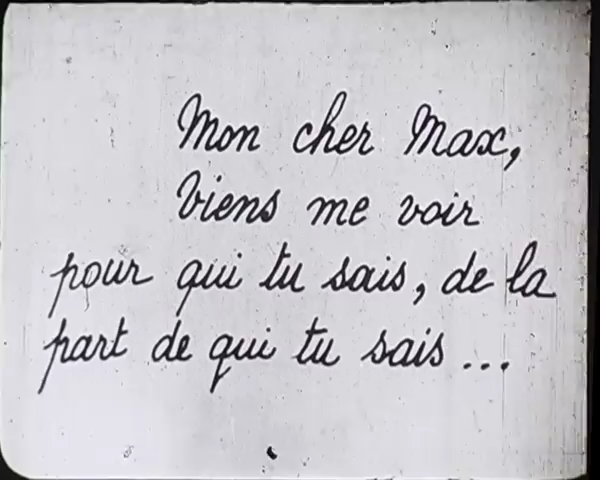 Mon cher Max,
Viens me voir
pour qui tu sais, de la
part de qui tu sais ...